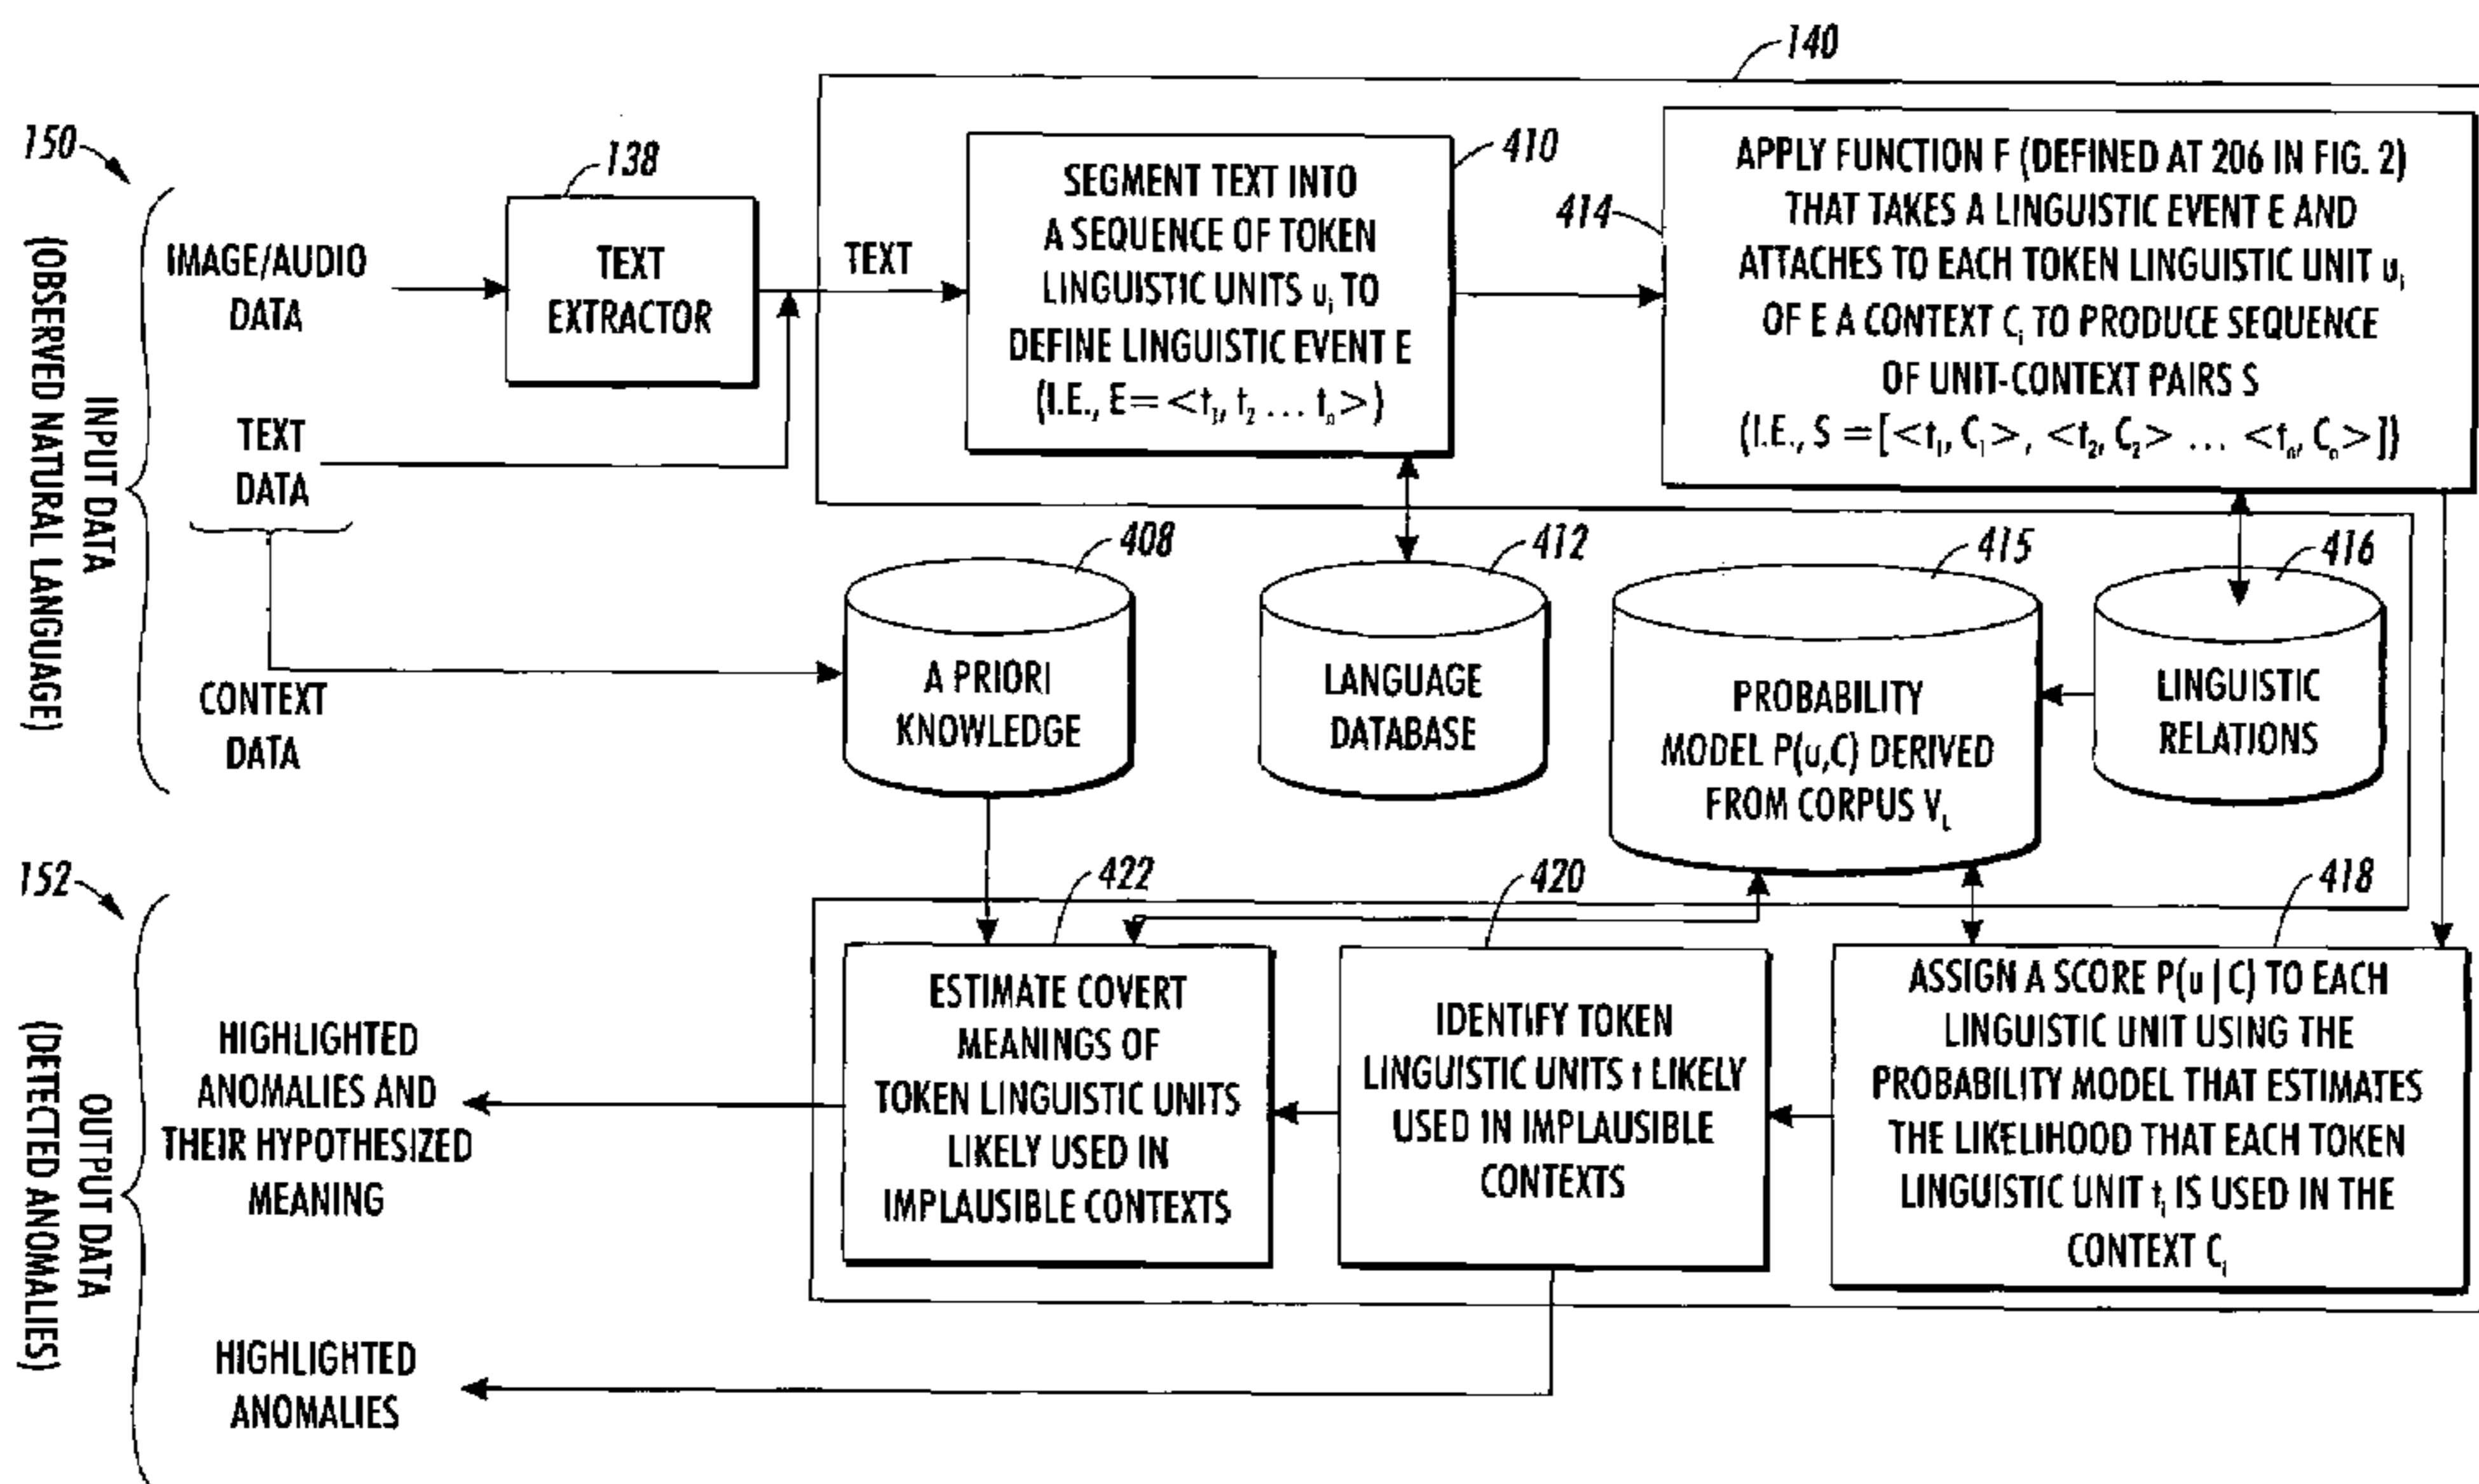 140
150
138
410
414
IMAGE/AUDIO
DATA
TEXT
EXTRACTOR
TEXT
SEGMENT TEXT INTO
A SEQUENCE OF TOKEN
LINGUISTIC UNITS uᵢ TO
DEFINE LINGUISTIC EVENT E
(I.E., E= <t₁, t₂ ... tₙ>)
APPLY FUNCTION F (DEFINED AT 206 IN FIG. 2)
THAT TAKES A LINGUISTIC EVENT E AND
ATTACHES TO EACH TOKEN LINGUISTIC UNIT uᵢ
OF E A CONTEXT Cᵢ TO PRODUCE SEQUENCE
OF UNIT-CONTEXT PAIRS S
(I.E., S =[<t₁, C₁>, <t₂, C₂> ... <tₙ, Cₙ>])
TEXT
DATA
CONTEXT
DATA
INPUT DATA
(OBSERVED NATURAL LANGUAGE)
408
A PRIORI
KNOWLEDGE
412
LANGUAGE
DATABASE
415
PROBABILITY
MODEL P(u,C) DERIVED
FROM CORPUS V_L
416
LINGUISTIC
RELATIONS
152
422
ESTIMATE COVERT
MEANINGS OF
TOKEN LINGUISTIC UNITS
LIKELY USED IN
IMPLAUSIBLE CONTEXTS
420
IDENTIFY TOKEN
LINGUISTIC UNITS t LIKELY
USED IN IMPLAUSIBLE
CONTEXTS
418
ASSIGN A SCORE P(u | C) TO EACH
LINGUISTIC UNIT USING THE
PROBABILITY MODEL THAT ESTIMATES
THE LIKELIHOOD THAT EACH TOKEN
LINGUISTIC UNIT tᵢ IS USED IN THE
CONTEXT Cᵢ
HIGHLIGHTED
ANOMALIES AND
THEIR HYPOTHESIZED
MEANING
HIGHLIGHTED
ANOMALIES
OUTPUT DATA
(DETECTED ANOMALIES)